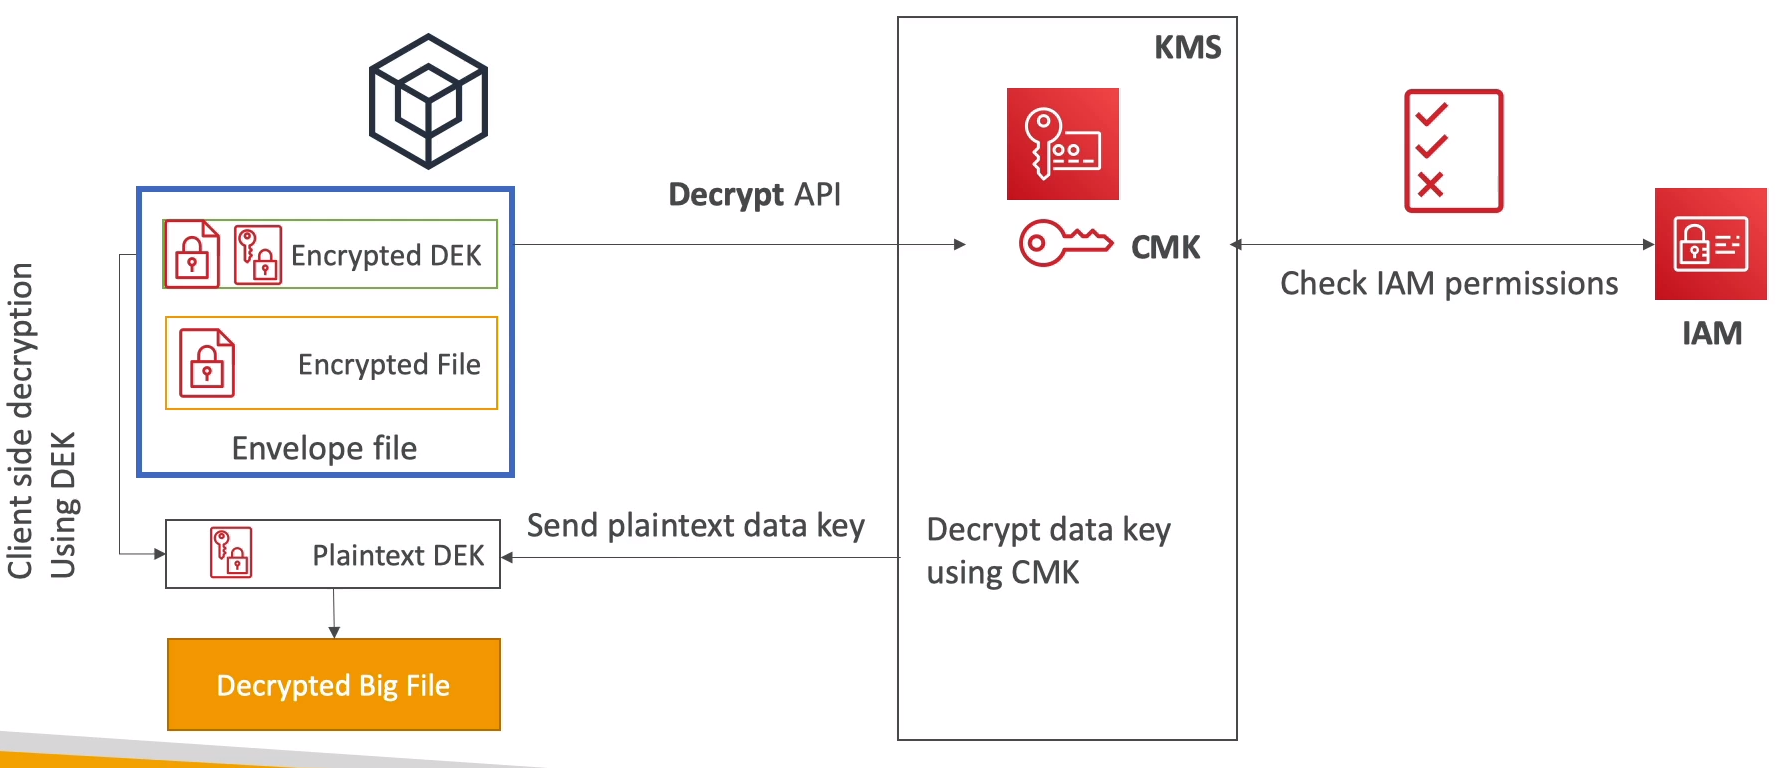 KMS
Decrypt API
Encrypted DEK
CMK
Check IAM permissions
IAM
Encrypted File
Envelope file
Client side decryption
Using DEK
Send plaintext data key
Decrypt data key
using CMK
Plaintext DEK
Decrypted Big File